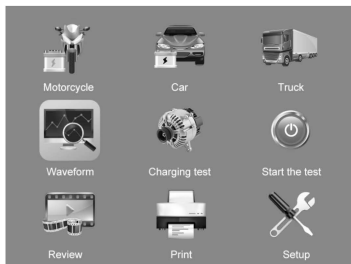 Motorcycle
Car
Truck
Waveform
Charging test
Start the test
Review
Print
Setup